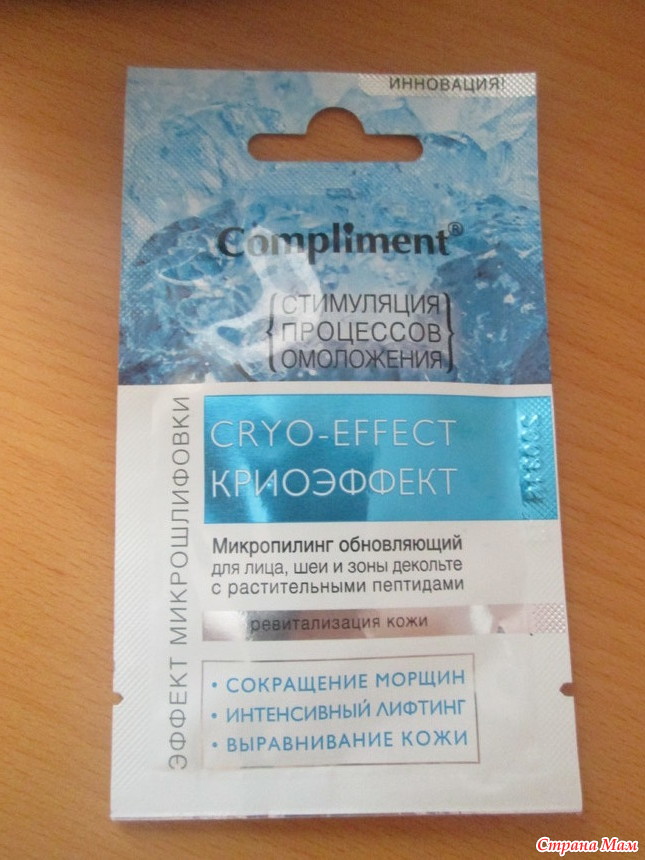 ИННОВАЦИЯ!
Compliment®
СТИМУЛЯЦИЯ
ПРОЦЕССОВ
ОМОЛОЖЕНИЯ
ЭФФЕКТ МИКРОШЛИФОВКИ
CRYO-EFFECT
КРИОЭФФЕКТ
Микропилинг обновляющий
для лица, шеи и зоны декольте
с растительными пептидами
ревитализация кожи
• СОКРАЩЕНИЕ МОРЩИН
• ИНТЕНСИВНЫЙ ЛИФТИНГ
• ВЫРАВНИВАНИЕ КОЖИ
Страна Мам